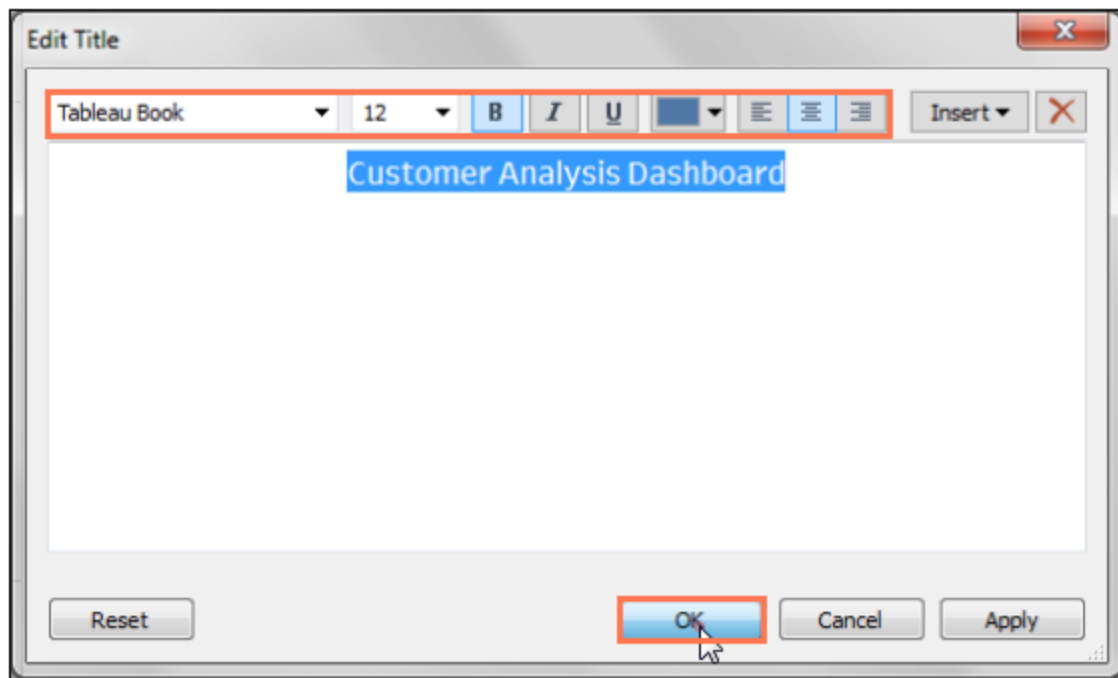 Edit Title
Tableau Book 12 B I U Insert
Customer Analysis Dashboard
Reset OK Cancel Apply